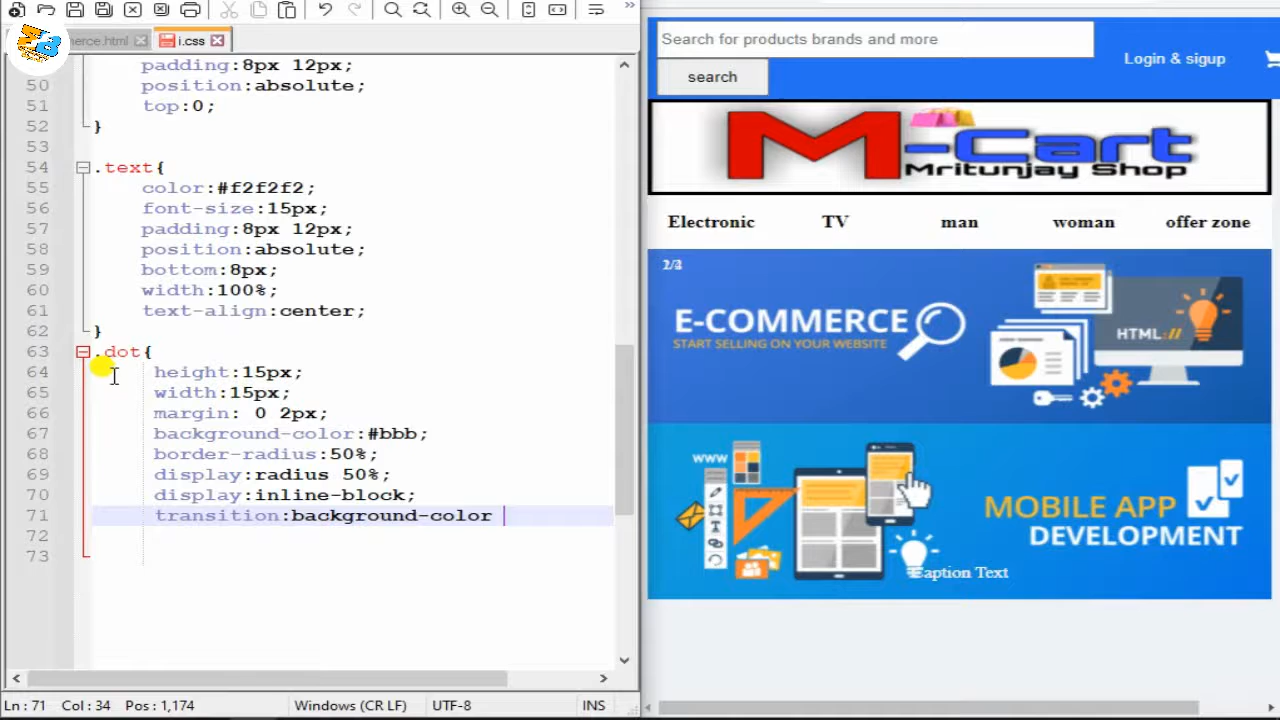 merce.html
i.css
padding:8px 12px;
50 position:absolute;
51 top:0;
52 }
53
54 .text{
55 color:#f2f2f2;
56 font-size:15px;
57 padding:8px 12px;
58 position:absolute;
59 bottom:8px;
60 width:100%;
61 text-align:center;
62 }
63 .dot{
64 height:15px;
65 width:15px;
66 margin: 0 2px;
67 background-color:#bbb;
68 border-radius:50%;
69 display:radius 50%;
70 display:inline-block;
71 transition:background-color
72
73
Ln : 71 Col : 34 Pos : 1,174 Windows (CR LF) UTF-8 INS
Search for products brands and more
Login & sigup
search
M-Cart
Mritunjay Shop
Electronic TV man woman offer zone
E-COMMERCE
START SELLING ON YOUR WEBSITE
HTML://
WWW
MOBILE APP
DEVELOPMENT
Caption Text